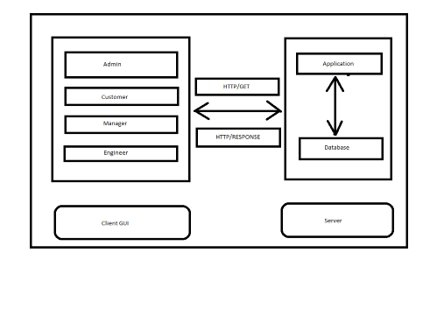 Admin
Customer
Manager
Engineer
HTTP/GET
HTTP/RESPONSE
Application
Database
Client GUI
Server